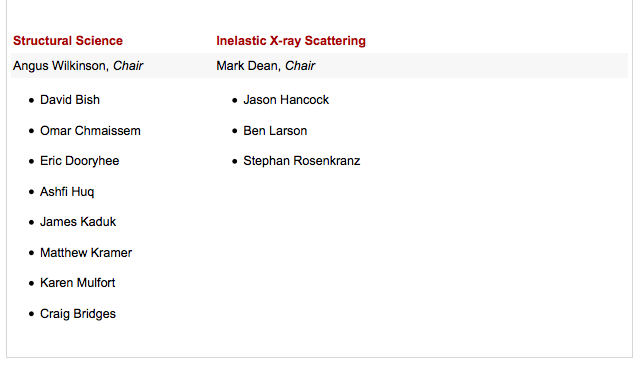 Structural Science
Angus Wilkinson, Chair
David Bish
Omar Chmaissem
Eric Dooryhee
Ashfi Huq
James Kaduk
Matthew Kramer
Karen Mulfort
Craig Bridges
Inelastic X-ray Scattering
Mark Dean, Chair
Jason Hancock
Ben Larson
Stephan Rosenkranz